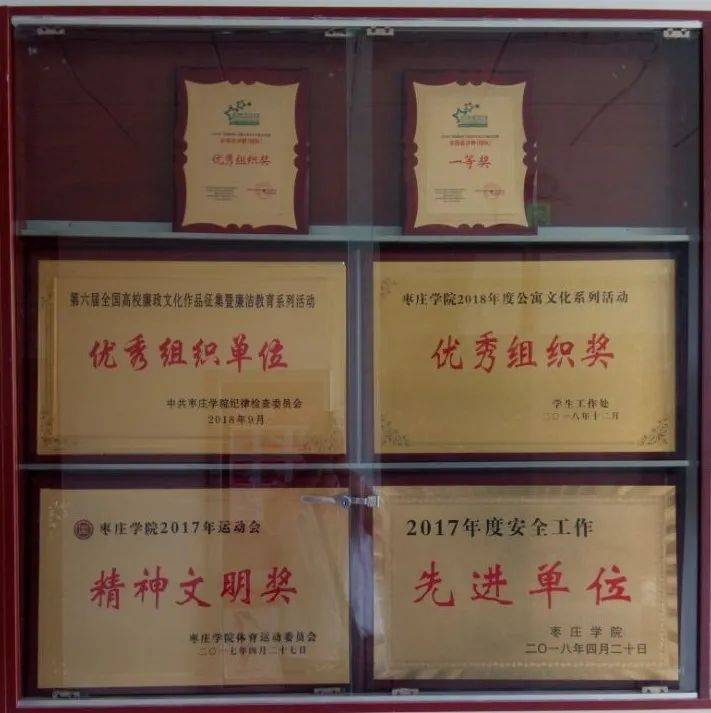 优秀组织奖
一等奖
第六届全国高校廉政文化作品征集暨廉洁教育系列活动
优秀组织单位
中共枣庄学院纪律检查委员会
2018年9月
枣庄学院2018年度公寓文化系列活动
优秀组织奖
学生工作处
二〇一八年十二月
枣庄学院2017年运动会
精神文明奖
枣庄学院体育运动委员会
二〇一七年四月二十七日
2017年度安全工作
先进单位
枣庄学院
二〇一八年四月二十日